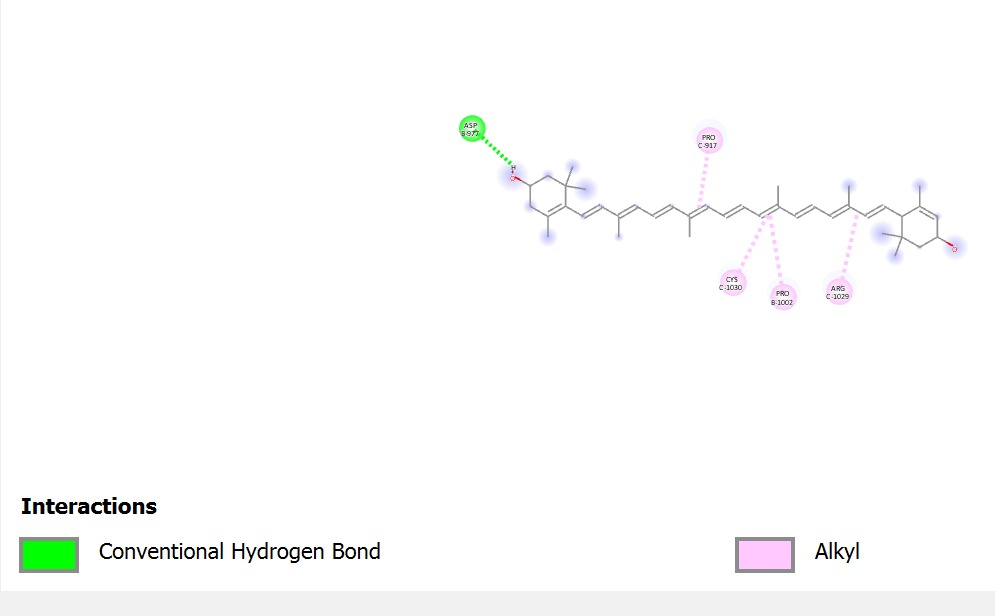 ASP
B-977
H
O
PRO
C-917
O
CYS
C-1030
PRO
B-1002
ARG
C-1029
Interactions
Conventional Hydrogen Bond
Alkyl